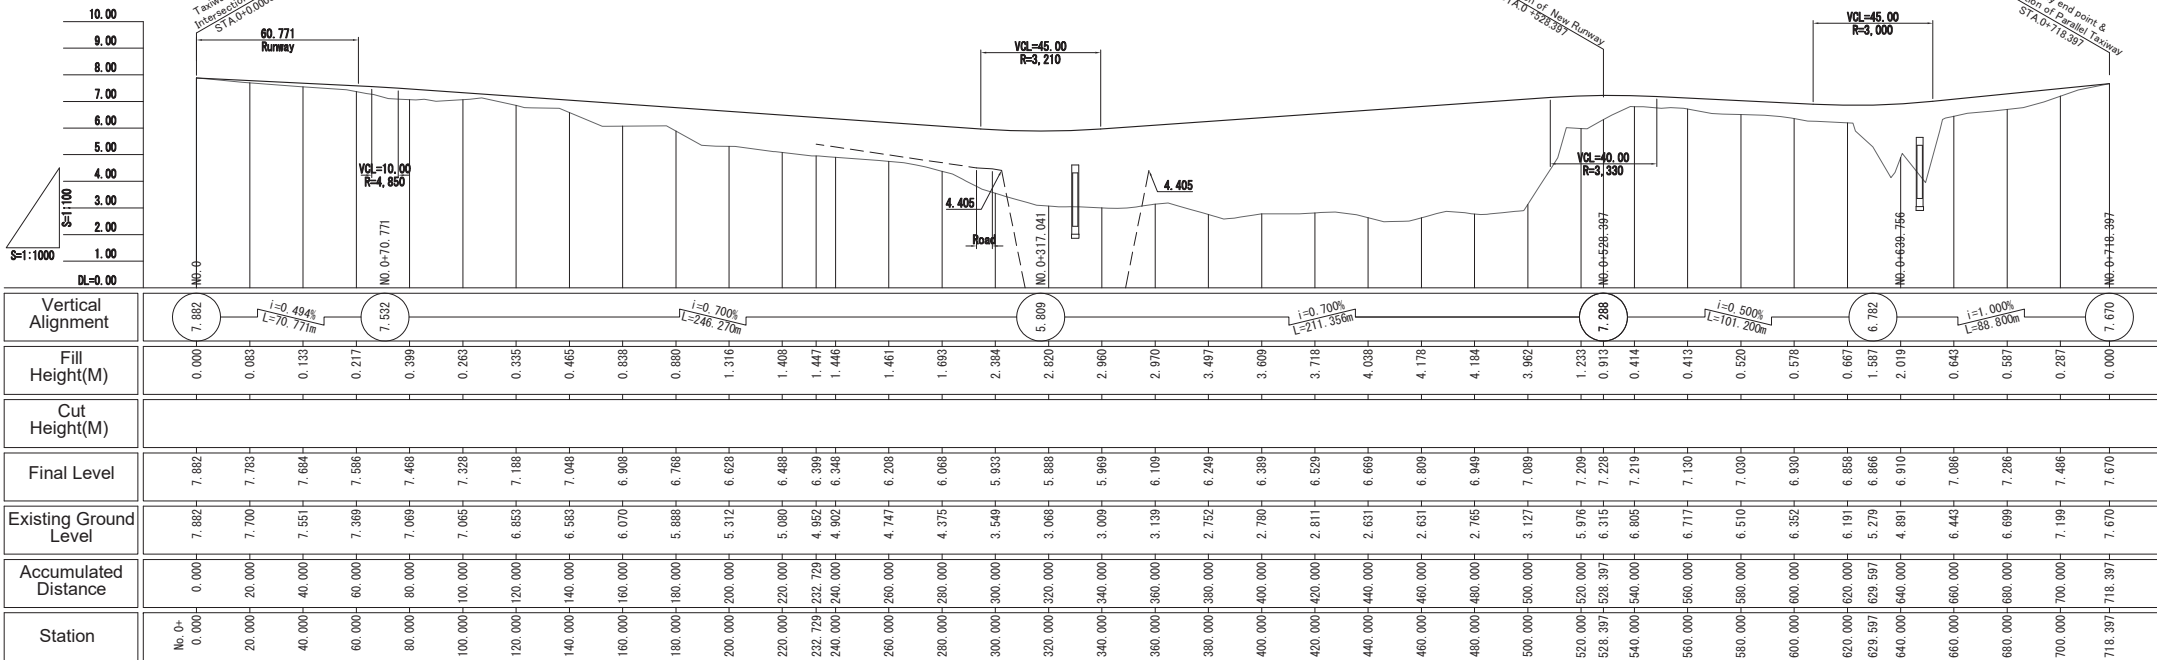 Intersection
STA.0+0.000
of New Runway
STA.0+528.397
y end point &
ion of Parallel Taxiway
STA.0+718.397
10.00
9.00
8.00
7.00
6.00
5.00
4.00
3.00
2.00
1.00
DL=0.00
S=1:100
S=1:1000
60.771
Runway
VCL=10.00
R=4,850
VCL=45.00
R=3,210
4.405
Road
4.405
VCL=40.00
R=3,330
VCL=45.00
R=3,000
NO.0
NO.0+70.771
NO.0+317.041
NO.0+528.397
NO.0+639.756
NO.0+718.397
Vertical
Alignment
7.882
i=0.494%
L=70.771m
7.532
i=0.700%
L=246.270m
5.809
i=0.700%
L=211.356m
7.288
i=0.500%
L=101.200m
6.782
i=1.000%
L=88.800m
7.670
Fill
Height(M)
0.000 0.083 0.133 0.217 0.399 0.263 0.335 0.465 0.838 0.880 1.316 1.408 1.447 1.446 1.461 1.693 2.384 2.820 2.960 2.970 3.497 3.609 3.718 4.038 4.178 4.184 3.962 1.233 0.913 0.414 0.413 0.520 0.578 0.667 1.587 2.019 0.643 0.587 0.287 0.000
Cut
Height(M)
Final Level
7.882 7.783 7.684 7.586 7.468 7.328 7.188 7.048 6.908 6.768 6.628 6.488 6.399 6.348 6.208 6.068 5.933 5.888 5.969 6.109 6.249 6.389 6.529 6.669 6.809 6.949 7.089 7.209 7.228 7.219 7.130 7.030 6.930 6.858 6.866 6.910 7.086 7.286 7.486 7.670
Existing Ground
Level
7.882 7.700 7.551 7.369 7.069 7.065 6.853 6.583 6.070 5.888 5.312 5.080 4.952 4.902 4.747 4.375 3.549 3.068 3.009 3.139 2.752 2.780 2.811 2.631 2.631 2.765 3.127 5.976 6.315 6.805 6.717 6.510 6.352 6.191 5.279 4.891 6.443 6.699 7.199 7.670
Accumulated
Distance
0.000 20.000 40.000 60.000 80.000 100.000 120.000 140.000 160.000 180.000 200.000 220.000 232.729 240.000 260.000 280.000 300.000 320.000 340.000 360.000 380.000 400.000 420.000 440.000 460.000 480.000 500.000 520.000 528.397 540.000 560.000 580.000 600.000 620.000 629.597 640.000 660.000 680.000 700.000 718.397
Station
No.0+
0.000 20.000 40.000 60.000 80.000 100.000 120.000 140.000 160.000 180.000 200.000 220.000 232.729 240.000 260.000 280.000 300.000 320.000 340.000 360.000 380.000 400.000 420.000 440.000 460.000 480.000 500.000 520.000 528.397 540.000 560.000 580.000 600.000 620.000 629.597 640.000 660.000 680.000 700.000 718.397